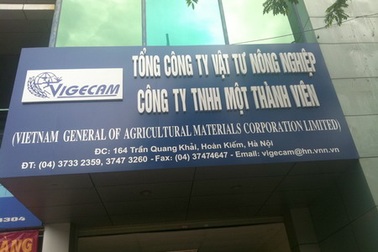 TỔNG CÔNG TY VẬT TƯ NÔNG NGHIỆP
VIGECAM
CÔNG TY TNHH MỘT THÀNH VIÊN
(VIETNAM GENERAL OF AGRICULTURAL MATERIALS CORPORATION LIMITED)
ĐC: 164 Trần Quang Khải, Hoàn Kiếm, Hà Nội
ĐT: (04) 3733 2359, 3747 3260 - Fax: (04) 37474647 - Email: vigecam@hn.vnn.vn
4304